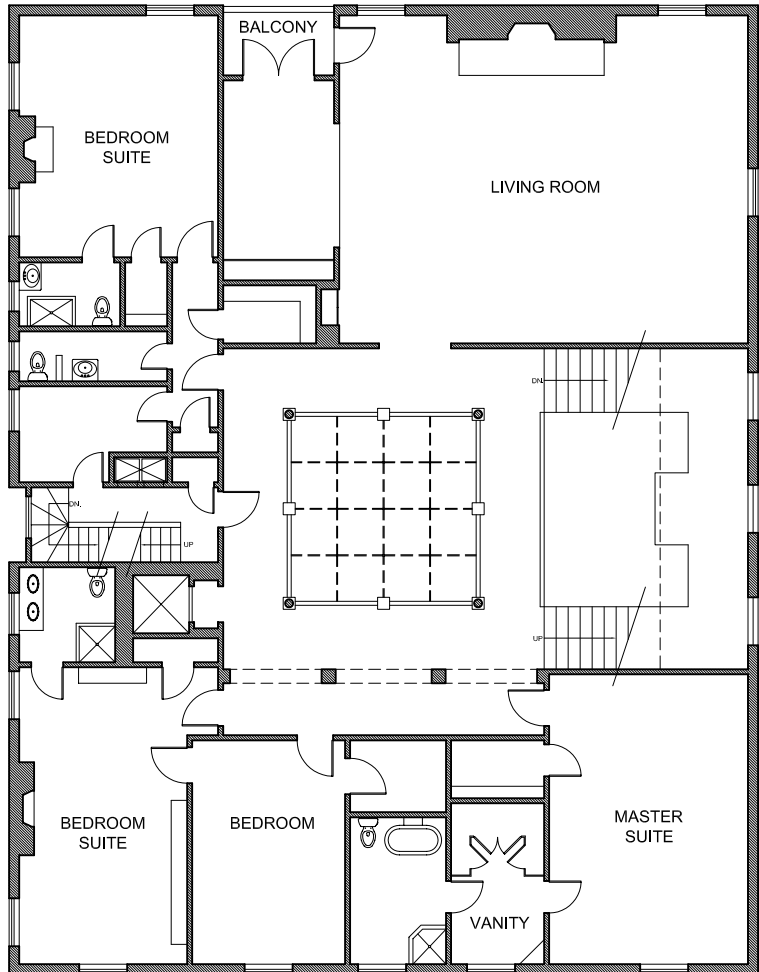 BALCONY
BEDROOM
SUITE
LIVING ROOM
DN.
DN.
UP
UP
BEDROOM
SUITE
BEDROOM
MASTER
SUITE
VANITY